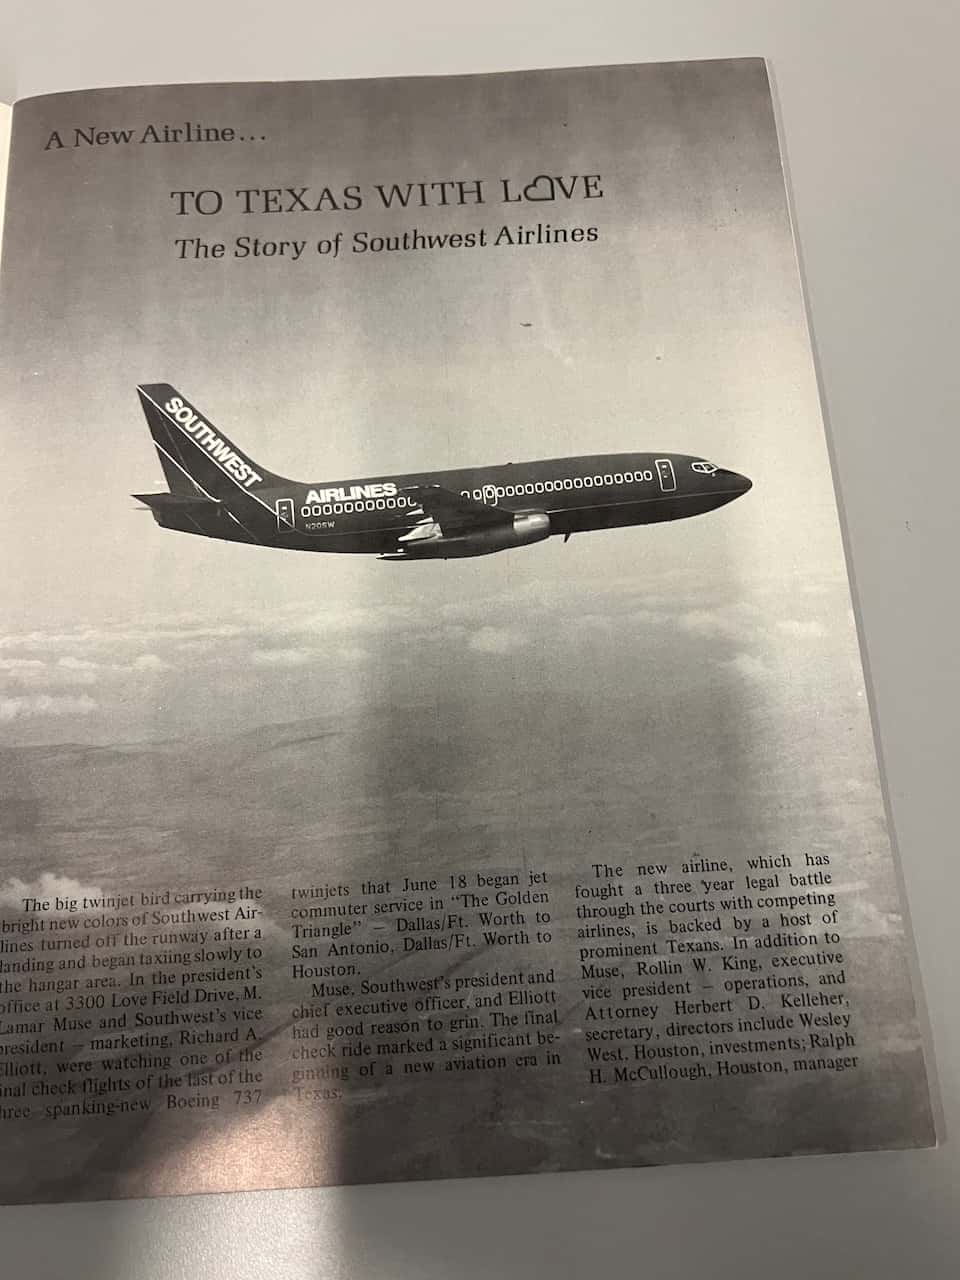 A New Airline...
TO TEXAS WITH LOVE
The Story of Southwest Airlines
SOUTHWEST
AIRLINES
N20SW
The big twinjet bird carrying the
bright new colors of Southwest Air-
lines turned off the runway after a
landing and began taxiing slowly to
the hangar area. In the president's
office at 3300 Love Field Drive, M.
Lamar Muse and Southwest's vice
president — marketing, Richard A.
Elliott, were watching one of the
final check flights of the last of the
three spanking-new Boeing 737
twinjets that June 18 began jet
commuter service in "The Golden
Triangle" — Dallas/Ft. Worth to
San Antonio, Dallas/Ft. Worth to
Houston.
Muse, Southwest's president and
chief executive officer, and Elliott
had good reason to grin. The final
check ride marked a significant be-
ginning of a new aviation era in
Texas.
The new airline, which has
fought a three year legal battle
through the courts with competing
airlines, is backed by a host of
prominent Texans. In addition to
Muse, Rollin W. King, executive
vice president — operations, and
Attorney Herbert D. Kelleher,
secretary, directors include Wesley
West, Houston, investments; Ralph
H. McCullough, Houston, manager